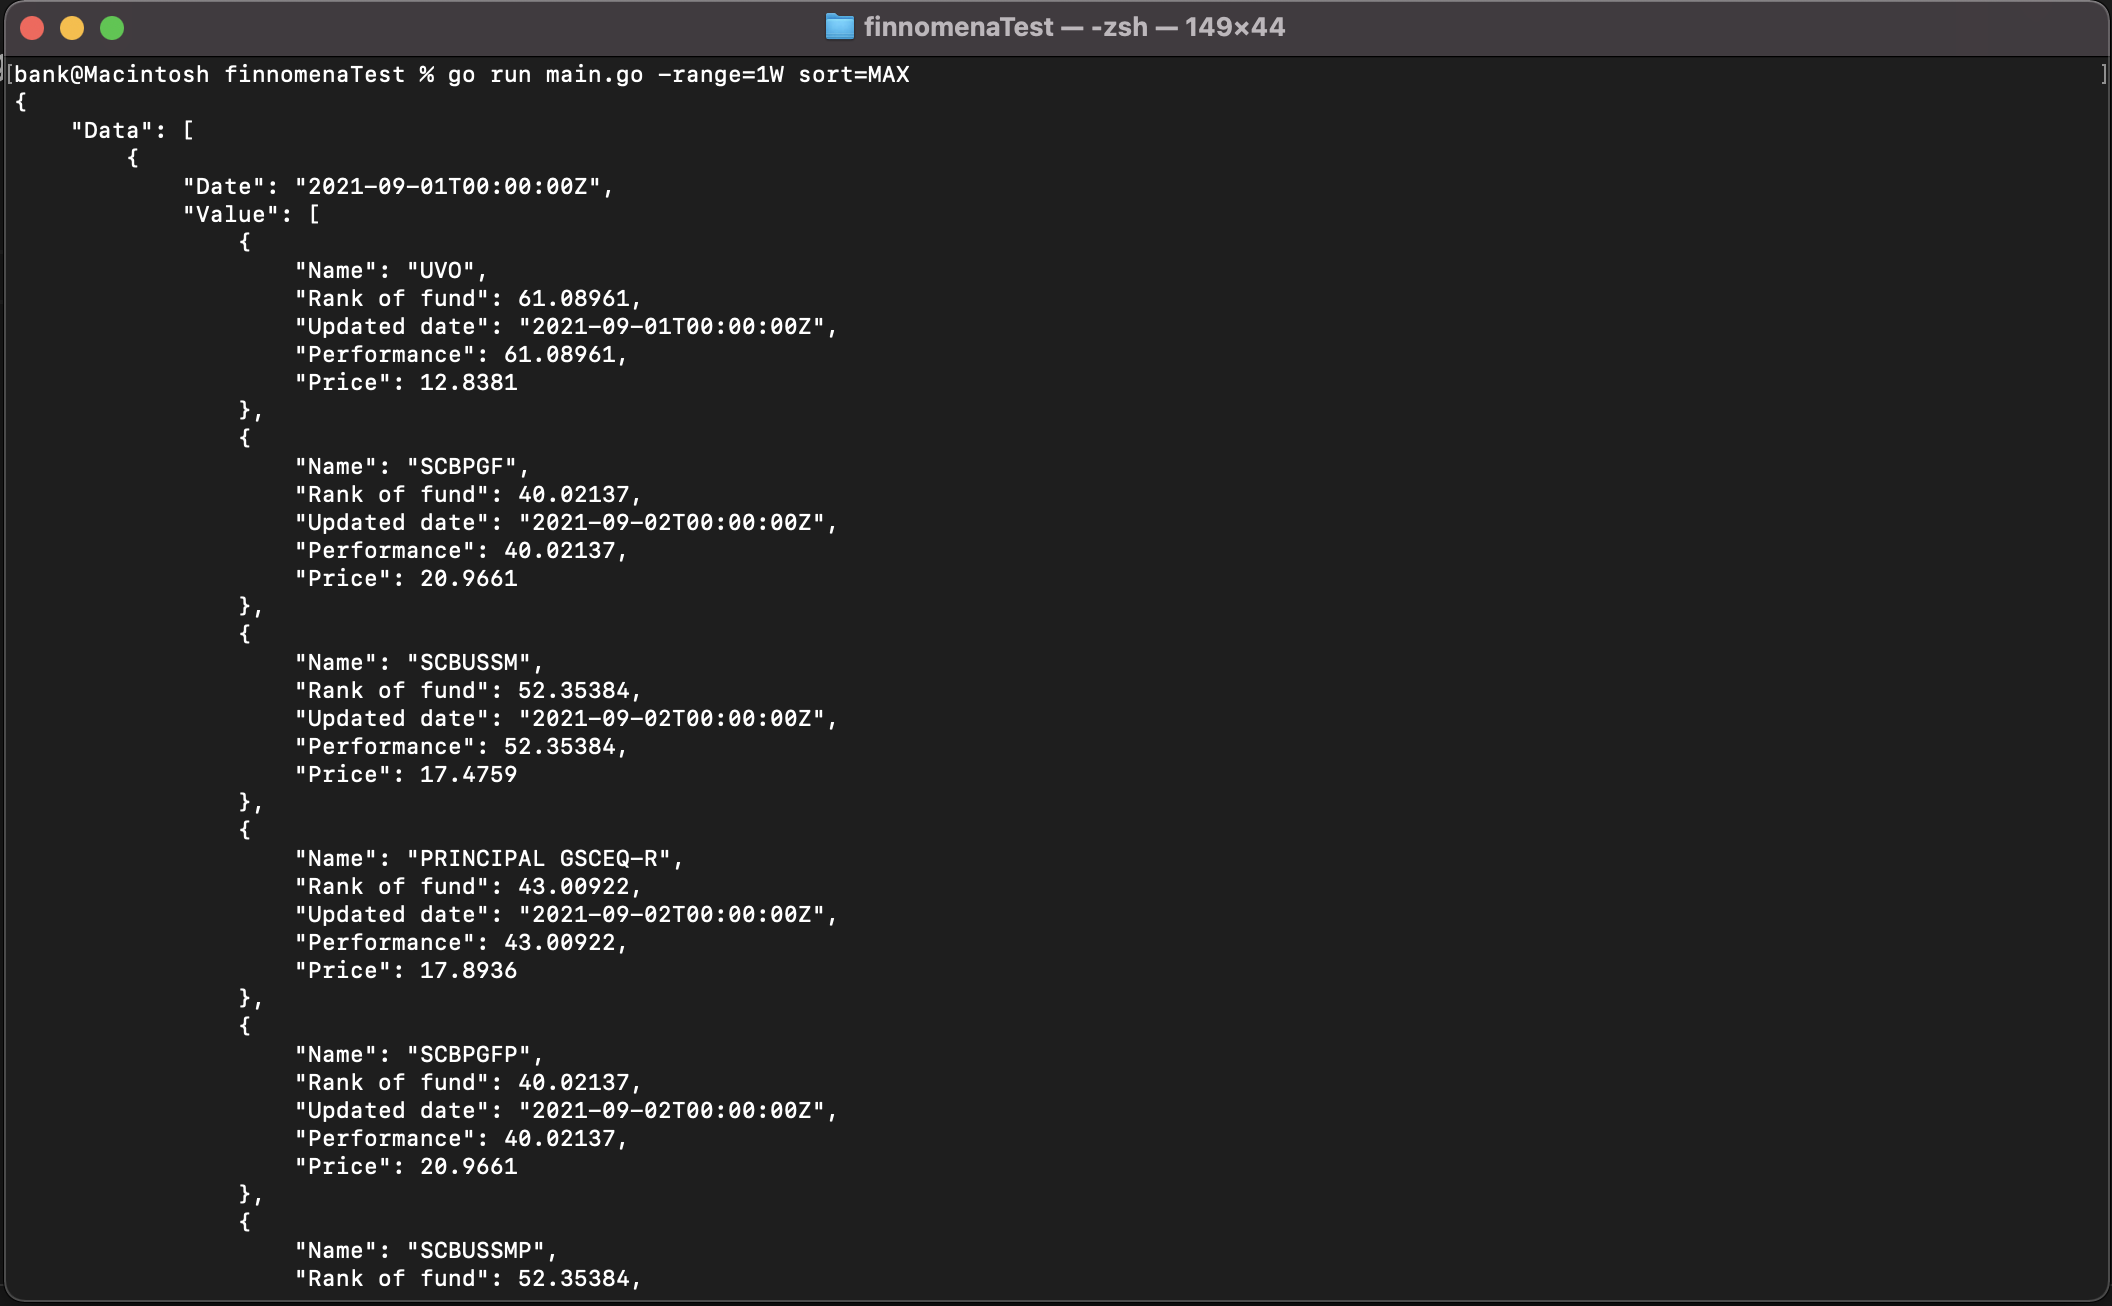 finnomenaTest — -zsh — 149×44
[bank@Macintosh finnomenaTest % go run main.go -range=1W sort=MAX ]
{
    "Data": [
        {
            "Date": "2021-09-01T00:00:00Z",
            "Value": [
                {
                    "Name": "UVO",
                    "Rank of fund": 61.08961,
                    "Updated date": "2021-09-01T00:00:00Z",
                    "Performance": 61.08961,
                    "Price": 12.8381
                },
                {
                    "Name": "SCBPGF",
                    "Rank of fund": 40.02137,
                    "Updated date": "2021-09-02T00:00:00Z",
                    "Performance": 40.02137,
                    "Price": 20.9661
                },
                {
                    "Name": "SCBUSSM",
                    "Rank of fund": 52.35384,
                    "Updated date": "2021-09-02T00:00:00Z",
                    "Performance": 52.35384,
                    "Price": 17.4759
                },
                {
                    "Name": "PRINCIPAL GSCEQ-R",
                    "Rank of fund": 43.00922,
                    "Updated date": "2021-09-02T00:00:00Z",
                    "Performance": 43.00922,
                    "Price": 17.8936
                },
                {
                    "Name": "SCBPGFP",
                    "Rank of fund": 40.02137,
                    "Updated date": "2021-09-02T00:00:00Z",
                    "Performance": 40.02137,
                    "Price": 20.9661
                },
                {
                    "Name": "SCBUSSMP",
                    "Rank of fund": 52.35384,